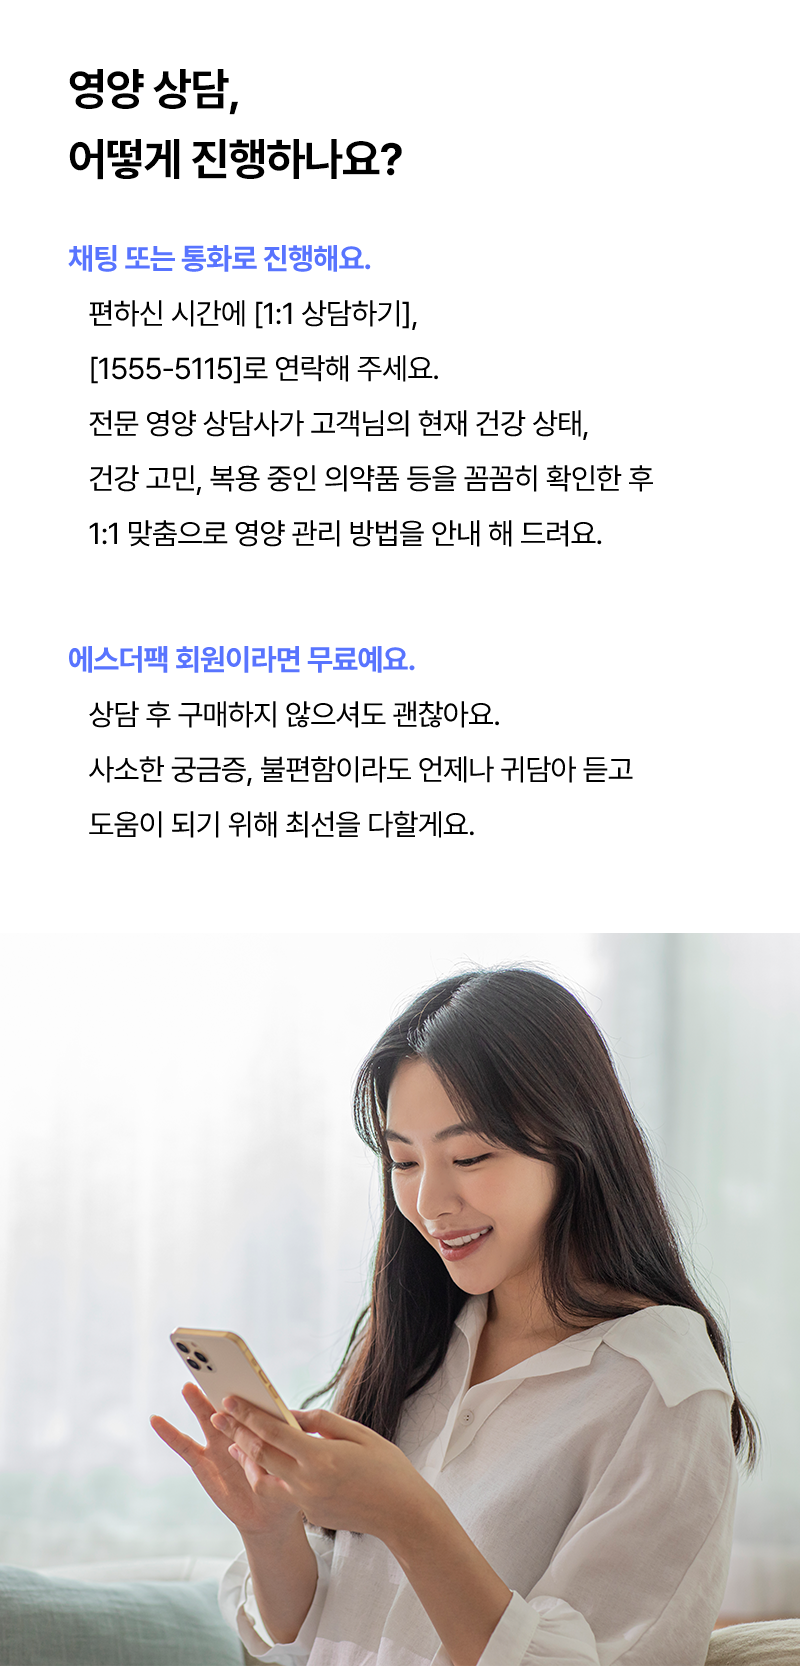 영양 상담,
어떻게 진행하나요?
채팅 또는 통화로 진행해요.
편하신 시간에 [1:1 상담하기],
[1555-5115]로 연락해 주세요.
전문 영양 상담사가 고객님의 현재 건강 상태,
건강 고민, 복용 중인 의약품 등을 꼼꼼히 확인한 후
1:1 맞춤으로 영양 관리 방법을 안내 해 드려요.
에스더팩 회원이라면 무료예요.
상담 후 구매하지 않으셔도 괜찮아요.
사소한 궁금증, 불편함이라도 언제나 귀담아 듣고
도움이 되기 위해 최선을 다할게요.